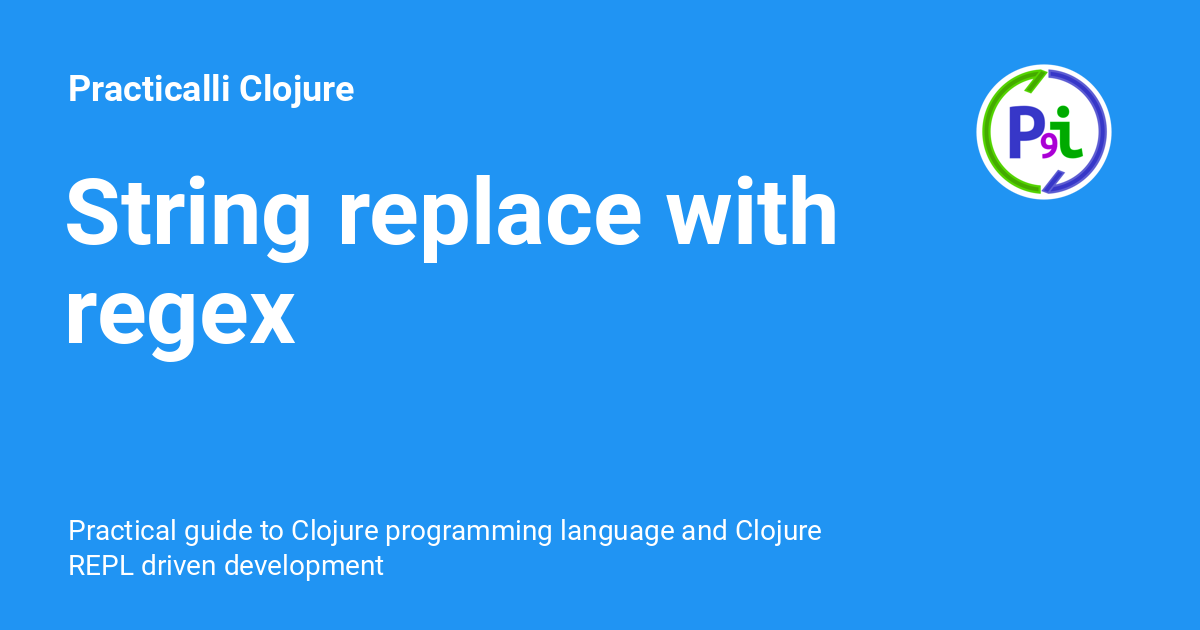 Practicalli Clojure
P9i
String replace with
regex
Practical guide to Clojure programming language and Clojure
REPL driven development